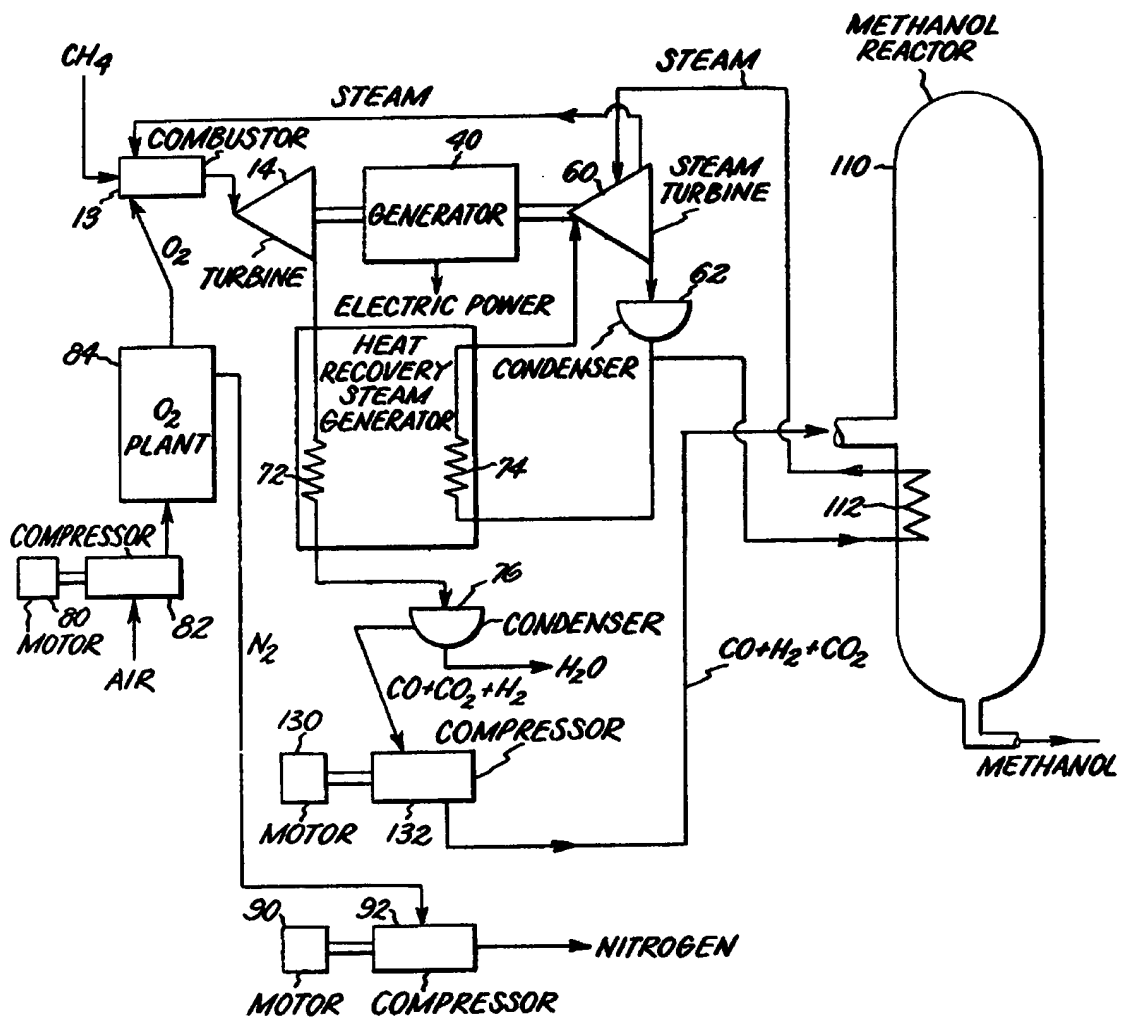 METHANOL
REACTOR
CH4
STEAM
STEAM
COMBUSTOR
13
14
40
GENERATOR
60
STEAM
TURBINE
110
O2
TURBINE
ELECTRIC POWER
62
CONDENSER
84
O2
PLANT
HEAT
RECOVERY
STEAM
GENERATOR
72
74
112
COMPRESSOR
80
MOTOR
82
AIR
N2
76
CONDENSER
H2O
CO+CO2+H2
CO+H2+CO2
130
COMPRESSOR
MOTOR
132
METHANOL
90
92
NITROGEN
MOTOR
COMPRESSOR